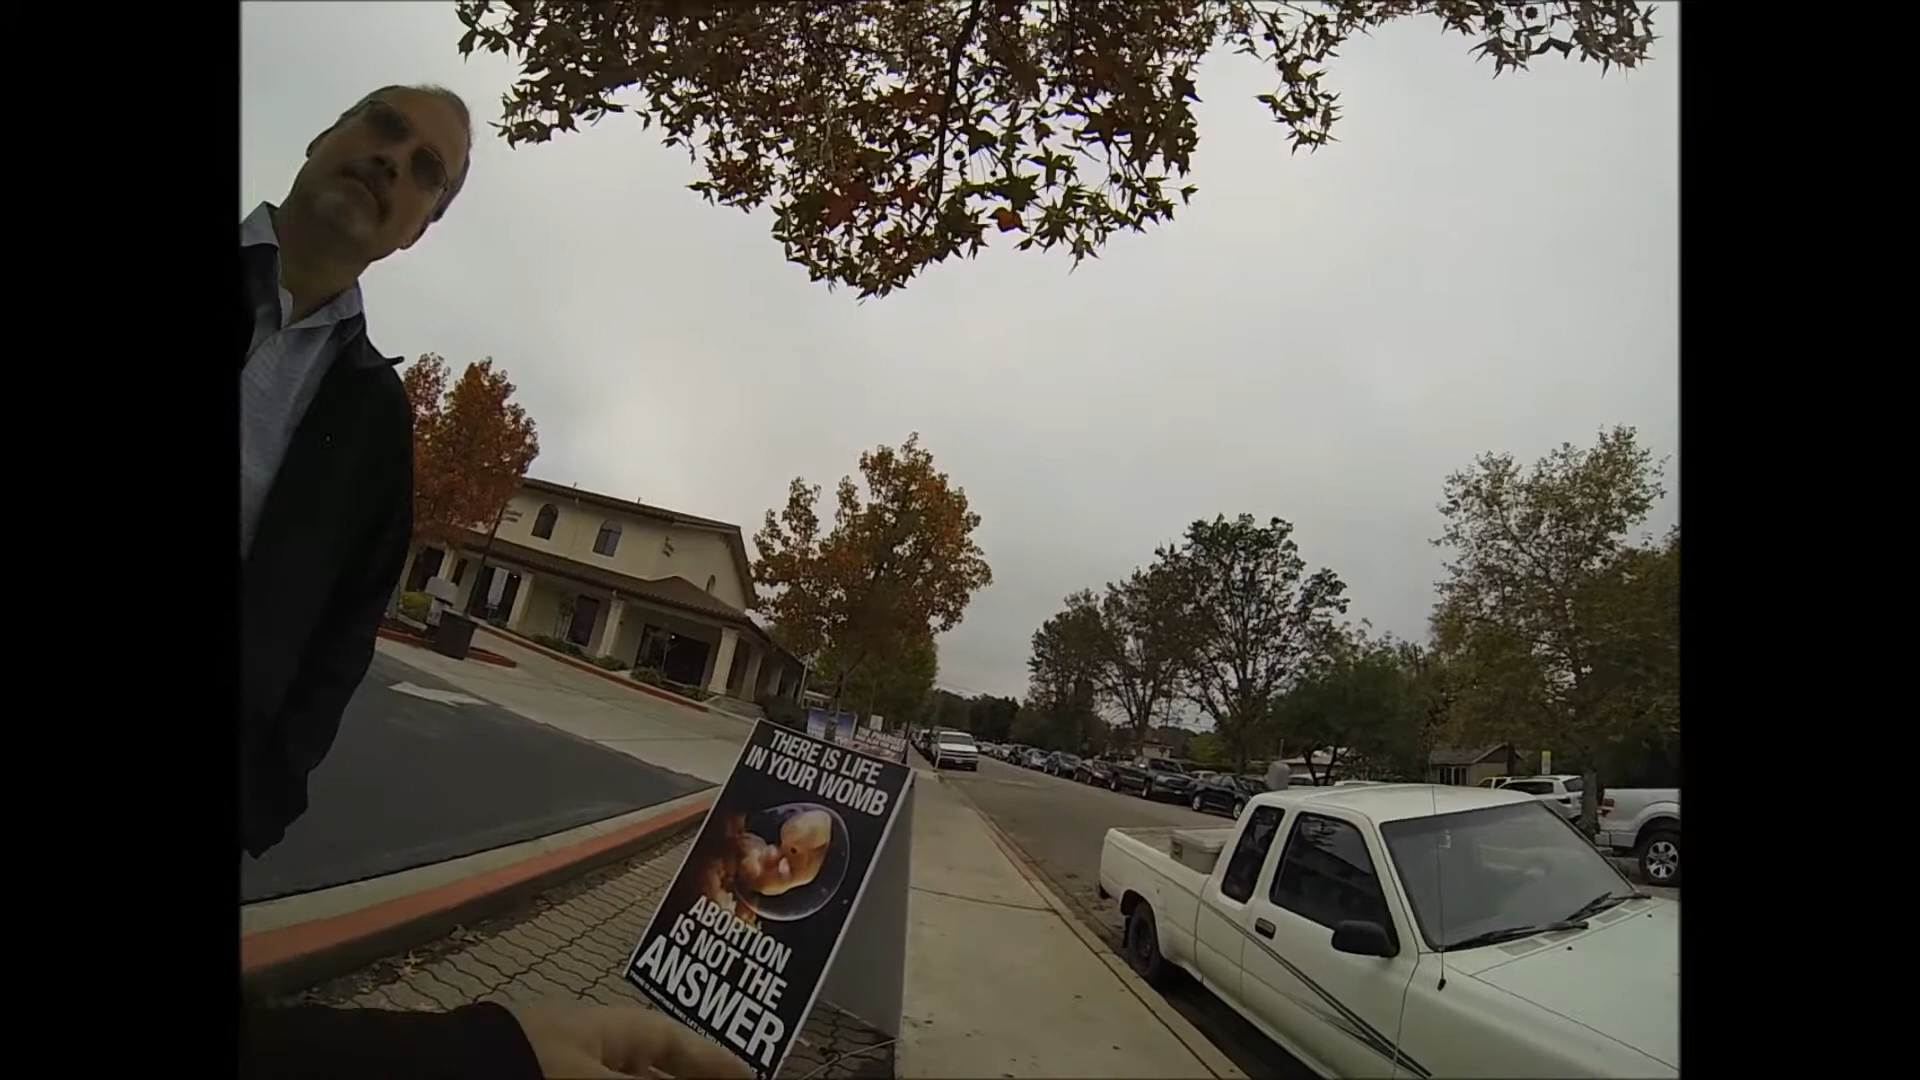 THERE IS LIFE
IN YOUR WOMB
ABORTION
IS NOT THE
ANSWER